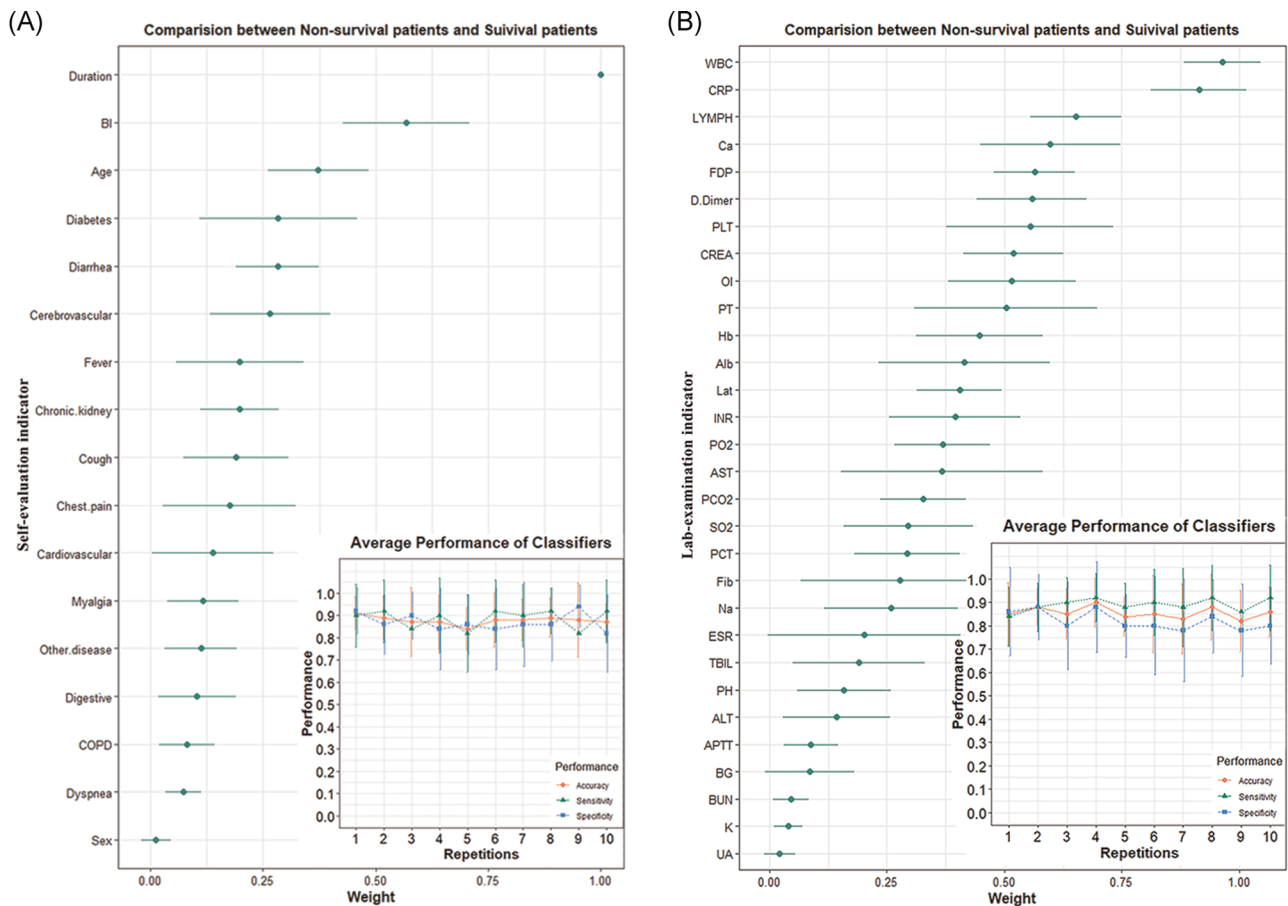 (A)
Comparision between Non-survival patients and Suivival patients
Self-evaluation indicator
Duration
BI
Age
Diabetes
Diarrhea
Cerebrovascular
Fever
Chronic.kidney
Cough
Chest.pain
Cardiovascular
Myalgia
Other.disease
Digestive
COPD
Dyspnea
Sex
0.00 0.25 0.50 0.75 1.00
Weight
Average Performance of Classifiers
Performance
1.0
0.9
0.8
0.7
0.6
0.5
0.4
0.3
0.2
0.1
0.0
Performance
Accuracy
Sensitivity
Specificity
1 2 3 4 5 6 7 8 9 10
Repetitions
(B)
Comparision between Non-survival patients and Suivival patients
Lab-examination indicator
WBC
CRP
LYMPH
Ca
FDP
D.Dimer
PLT
CREA
OI
PT
Hb
Alb
Lat
INR
PO2
AST
PCO2
SO2
PCT
Fib
Na
ESR
TBIL
PH
ALT
APTT
BG
BUN
K
UA
0.00 0.25 0.50 0.75 1.00
Weight
Average Performance of Classifiers
Performance
1.0
0.9
0.8
0.7
0.6
0.5
0.4
0.3
0.2
0.1
0.0
Performance
Accuracy
Sensitivity
Specificity
1 2 3 4 5 6 7 8 9 10
Repetitions